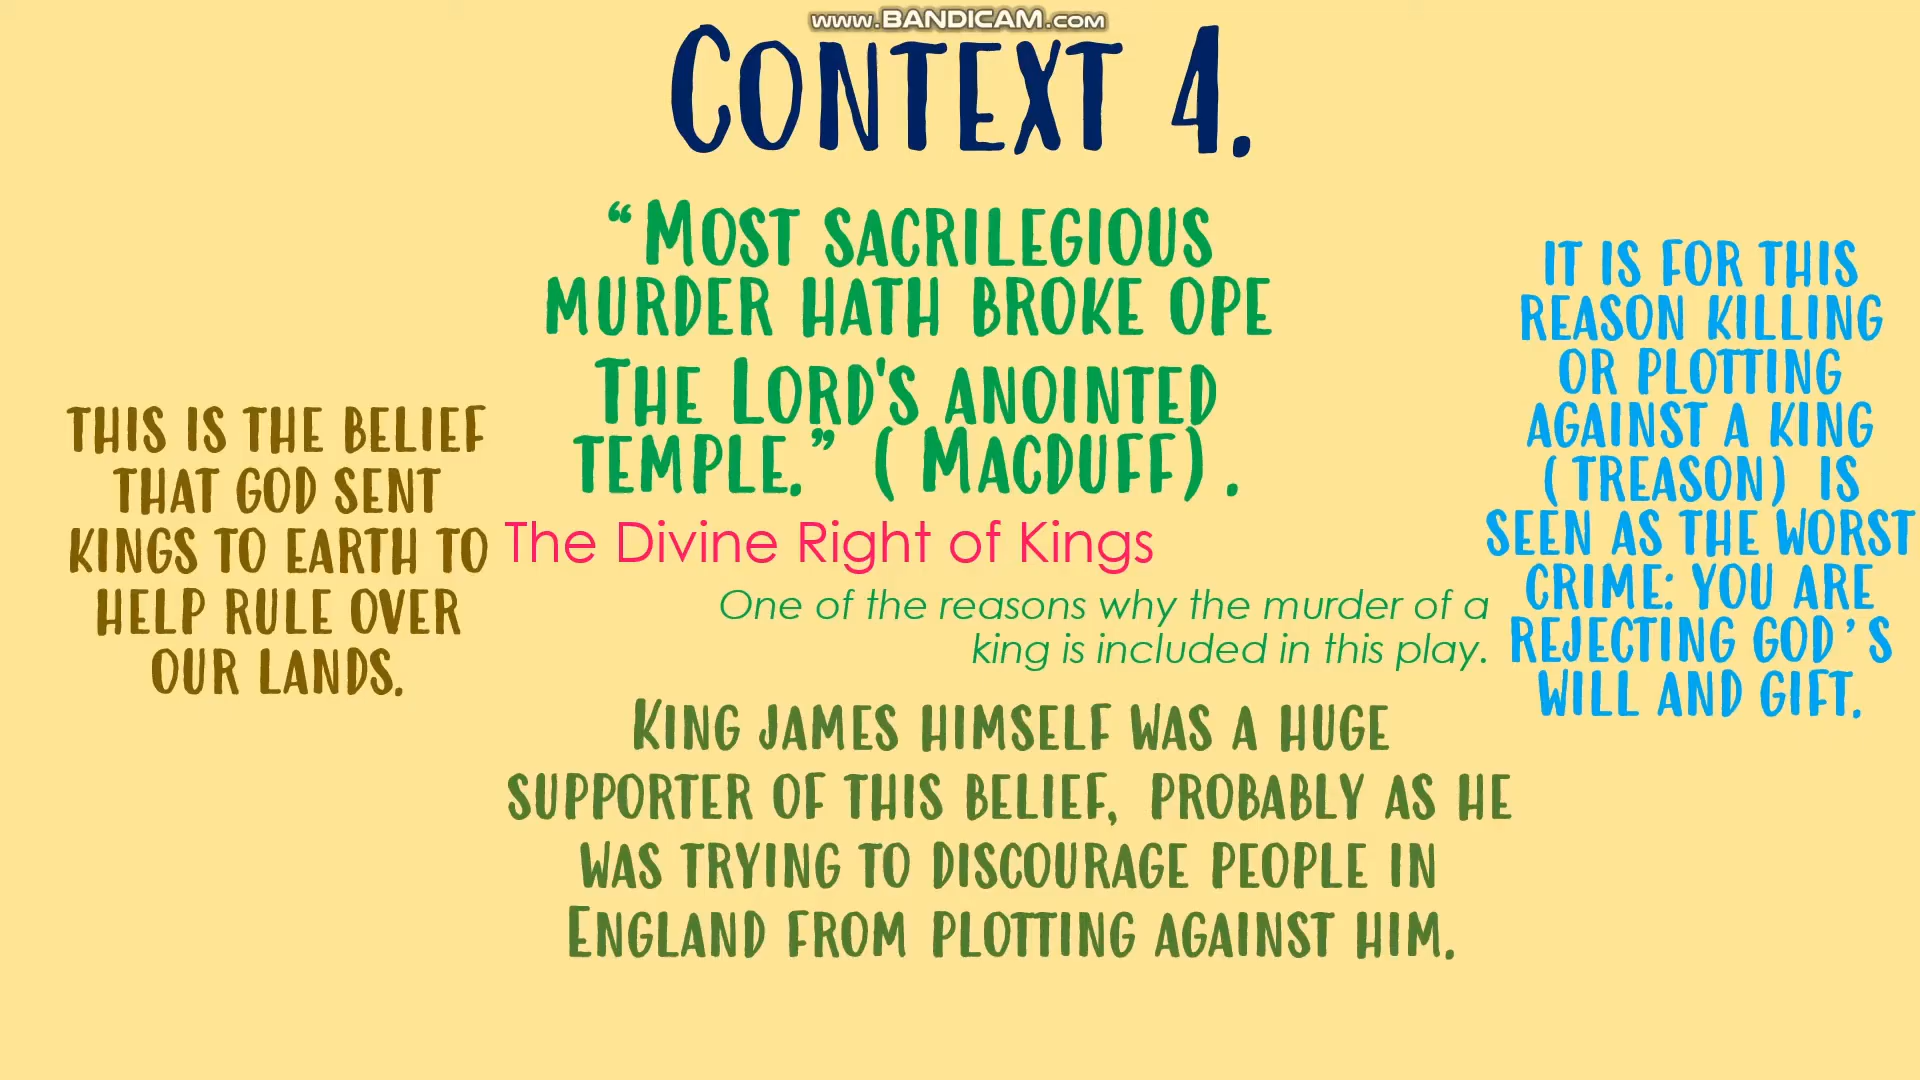 www.BANDICAM.com
Context 4.
“Most sacrilegious
murder hath broke ope
The Lord's anointed
temple.” (Macduff).
This is the belief
that God sent
kings to earth to
help rule over
our lands.
The Divine Right of Kings
One of the reasons why the murder of a
king is included in this play.
It is for this
reason killing
or plotting
against a king
(treason) is
seen as the worst
crime: you are
rejecting God’s
will and gift.
King James himself was a huge
supporter of this belief, probably as he
was trying to discourage people in
England from plotting against him.